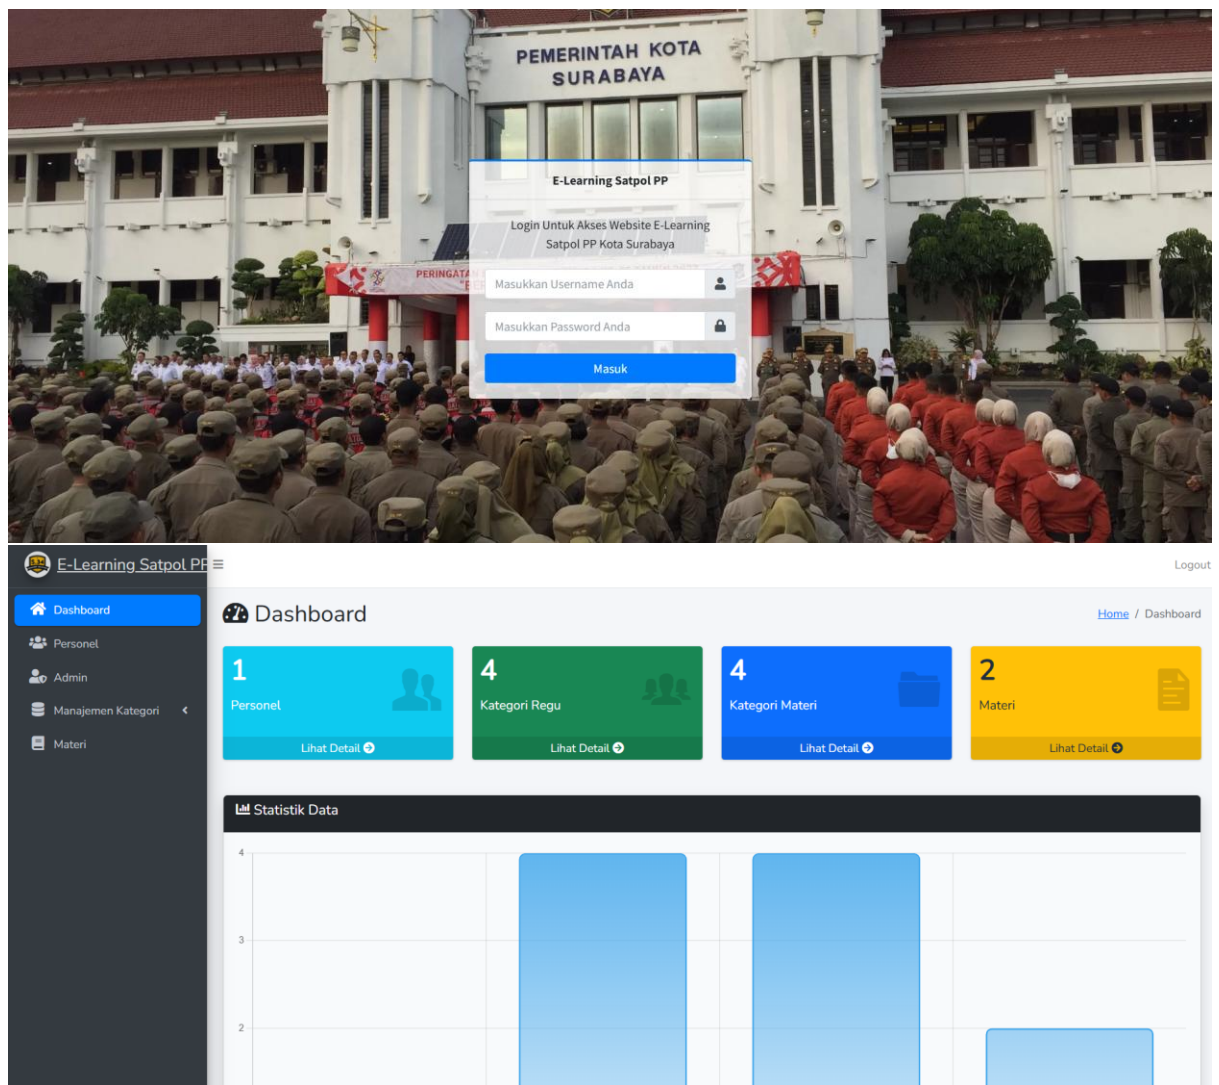 PEMERINTAH KOTA
SURABAYA
E-Learning Satpol PP
Login Untuk Akses Website E-Learning
Satpol PP Kota Surabaya
PERINGATAN
Masukkan Username Anda
Masukkan Password Anda
Masuk
E-Learning Satpol PP
Logout
Dashboard
Personel
Admin
Manajemen Kategori
Materi
Dashboard
Home / Dashboard
1
Personel
Lihat Detail
4
Kategori Regu
Lihat Detail
4
Kategori Materi
Lihat Detail
2
Materi
Lihat Detail
Statistik Data
4
3
2